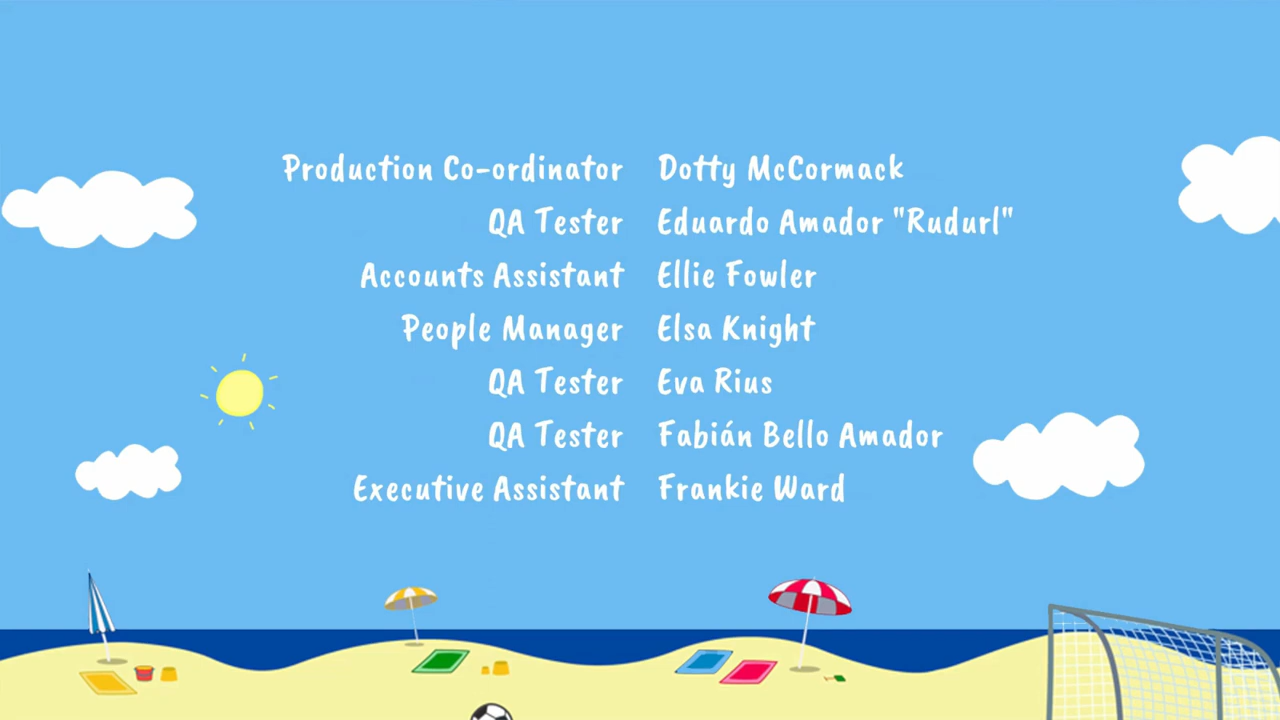 Production Co-ordinator Dotty McCormack
QA Tester Eduardo Amador "Rudurl"
Accounts Assistant Ellie Fowler
People Manager Elsa Knight
QA Tester Eva Rius
QA Tester Fabián Bello Amador
Executive Assistant Frankie Ward